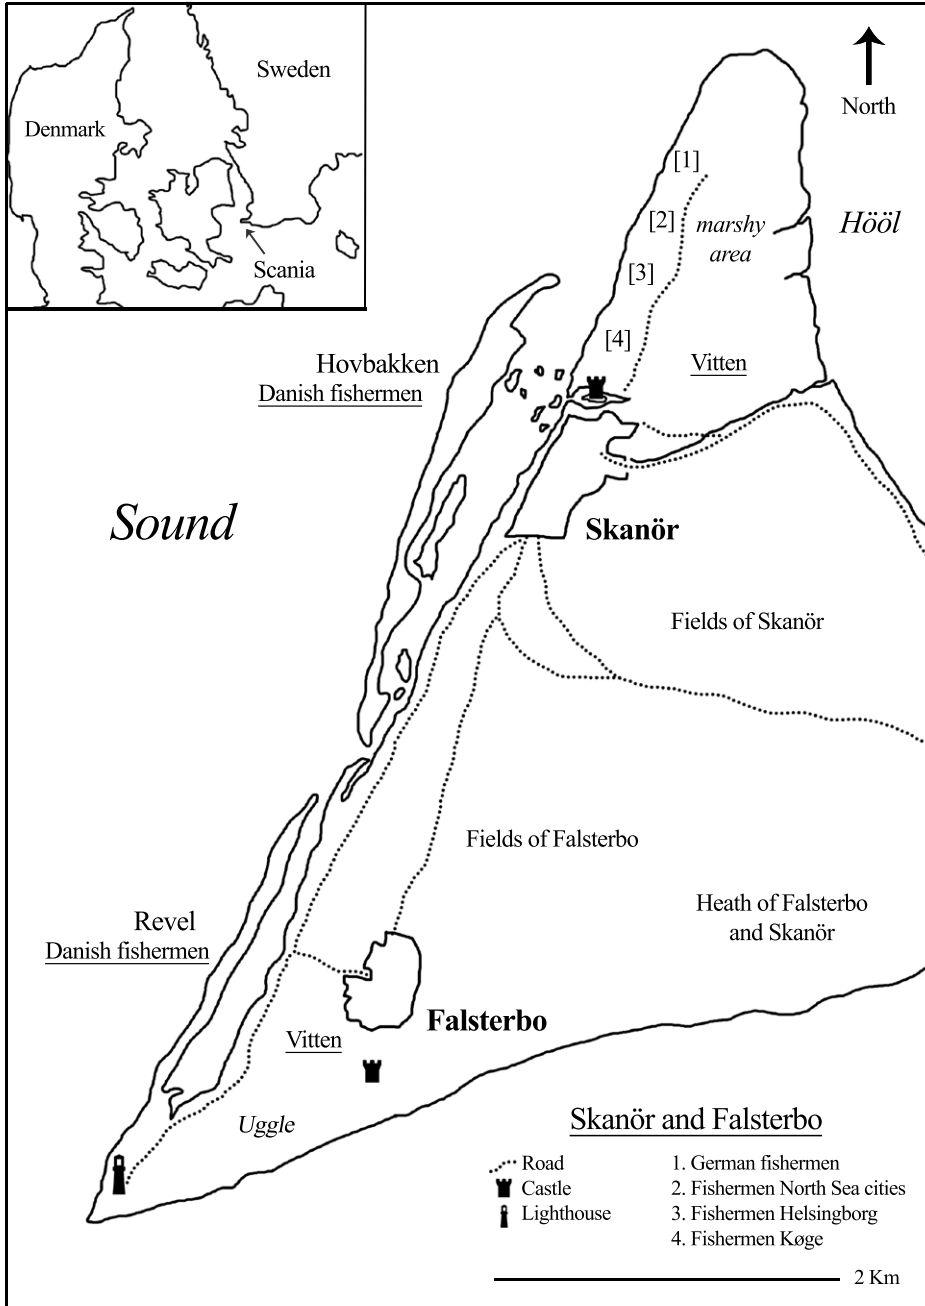 Sweden
Denmark
Scania
North
[1]
[2]
marshy
area
Hööl
[3]
[4]
Vitten
Hovbakken
Danish fishermen
Sound
Skanör
Fields of Skanör
Fields of Falsterbo
Heath of Falsterbo
and Skanör
Revel
Danish fishermen
Falsterbo
Vitten
Uggle
Skanör and Falsterbo
Road
Castle
Lighthouse
1. German fishermen
2. Fishermen North Sea cities
3. Fishermen Helsingborg
4. Fishermen Køge
2 Km